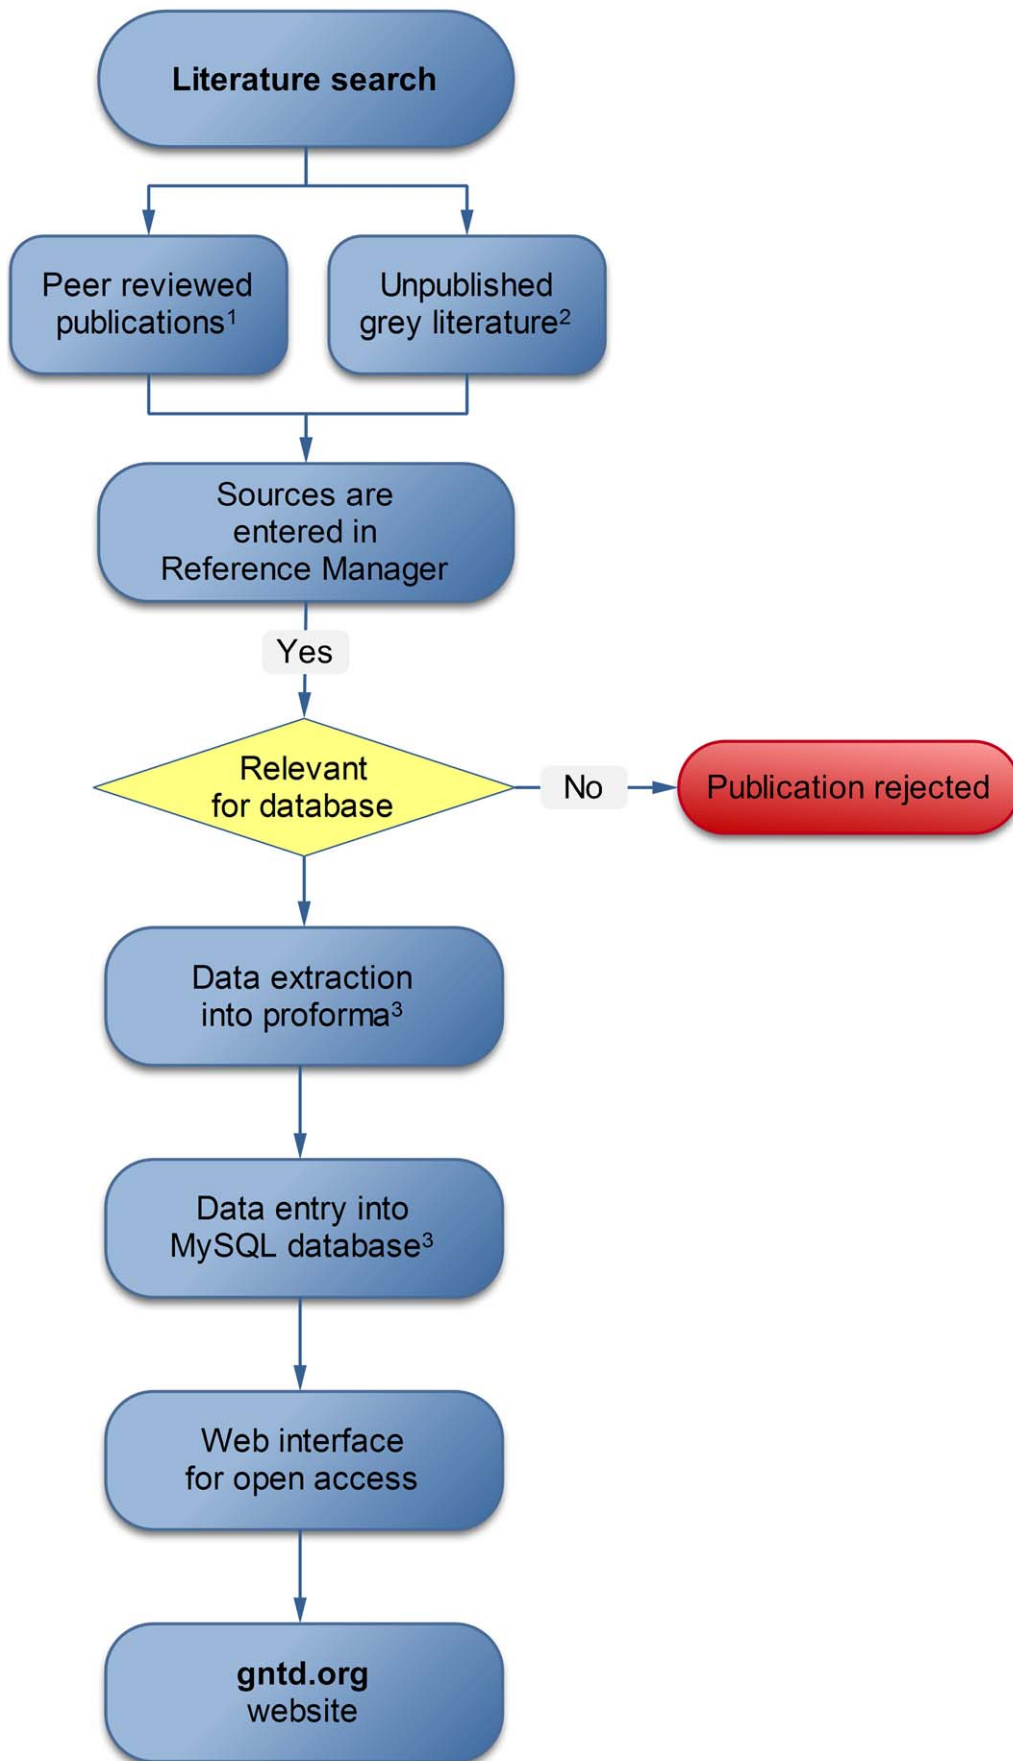 Literature search
Peer reviewed
publications¹
Unpublished
grey literature²
Sources are
entered in
Reference Manager
Yes
Relevant
for database
No
Publication rejected
Data extraction
into proforma³
Data entry into
MySQL database³
Web interface
for open access
gntd.org
website